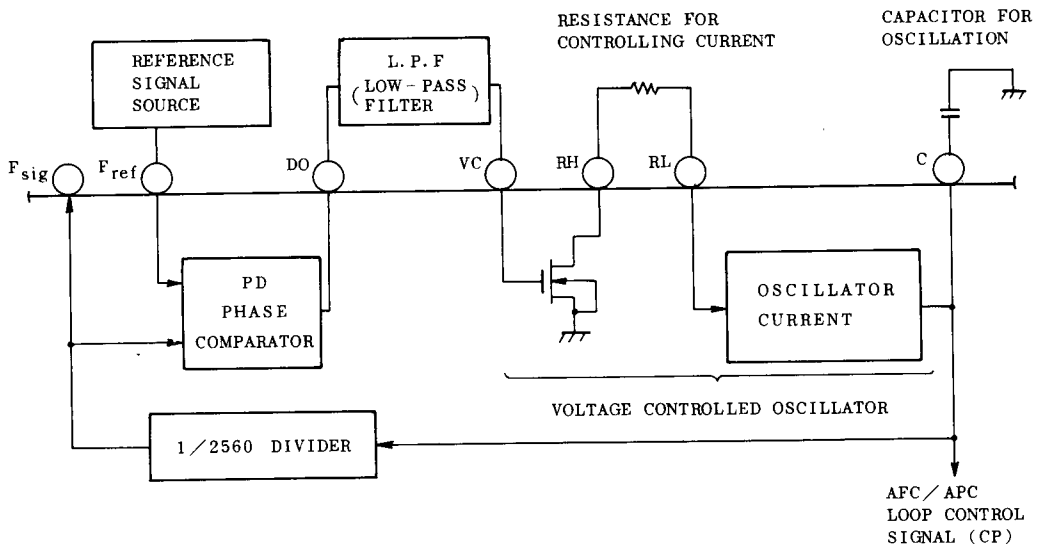 RESISTANCE FOR
CONTROLLING CURRENT
CAPACITOR FOR
OSCILLATION
REFERENCE
SIGNAL
SOURCE
L.P.F
(LOW-PASS
FILTER)
Fsig
Fref
DO
VC
RH
RL
C
PD
PHASE
COMPARATOR
OSCILLATOR
CURRENT
VOLTAGE CONTROLLED OSCILLATOR
1/2560 DIVIDER
AFC/APC
LOOP CONTROL
SIGNAL (CP)